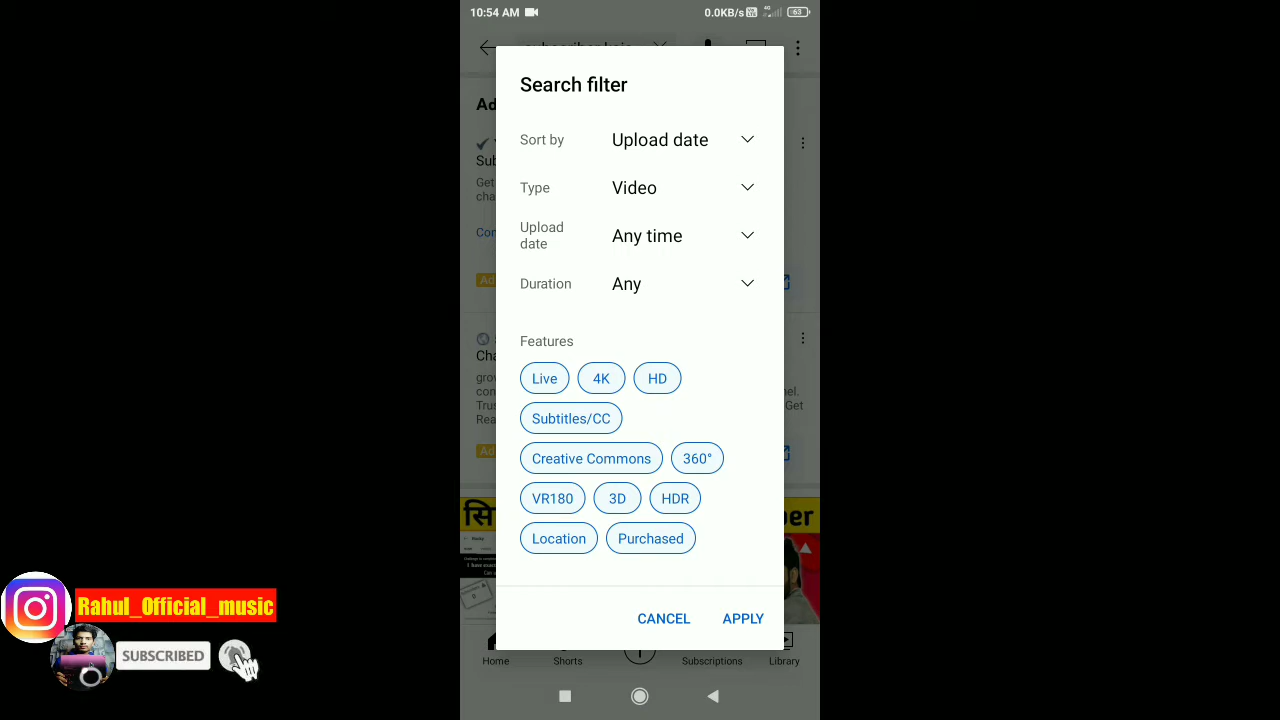 10:54 AM
0.0KB/s
4G
63
Search filter
Sort by
Upload date
Type
Video
Upload
date
Any time
Duration
Any
Features
Live
4K
HD
Subtitles/CC
Creative Commons
360°
VR180
3D
HDR
Location
Purchased
CANCEL
APPLY
Home
Shorts
Subscriptions
Library
Rahul_Official_music
SUBSCRIBED